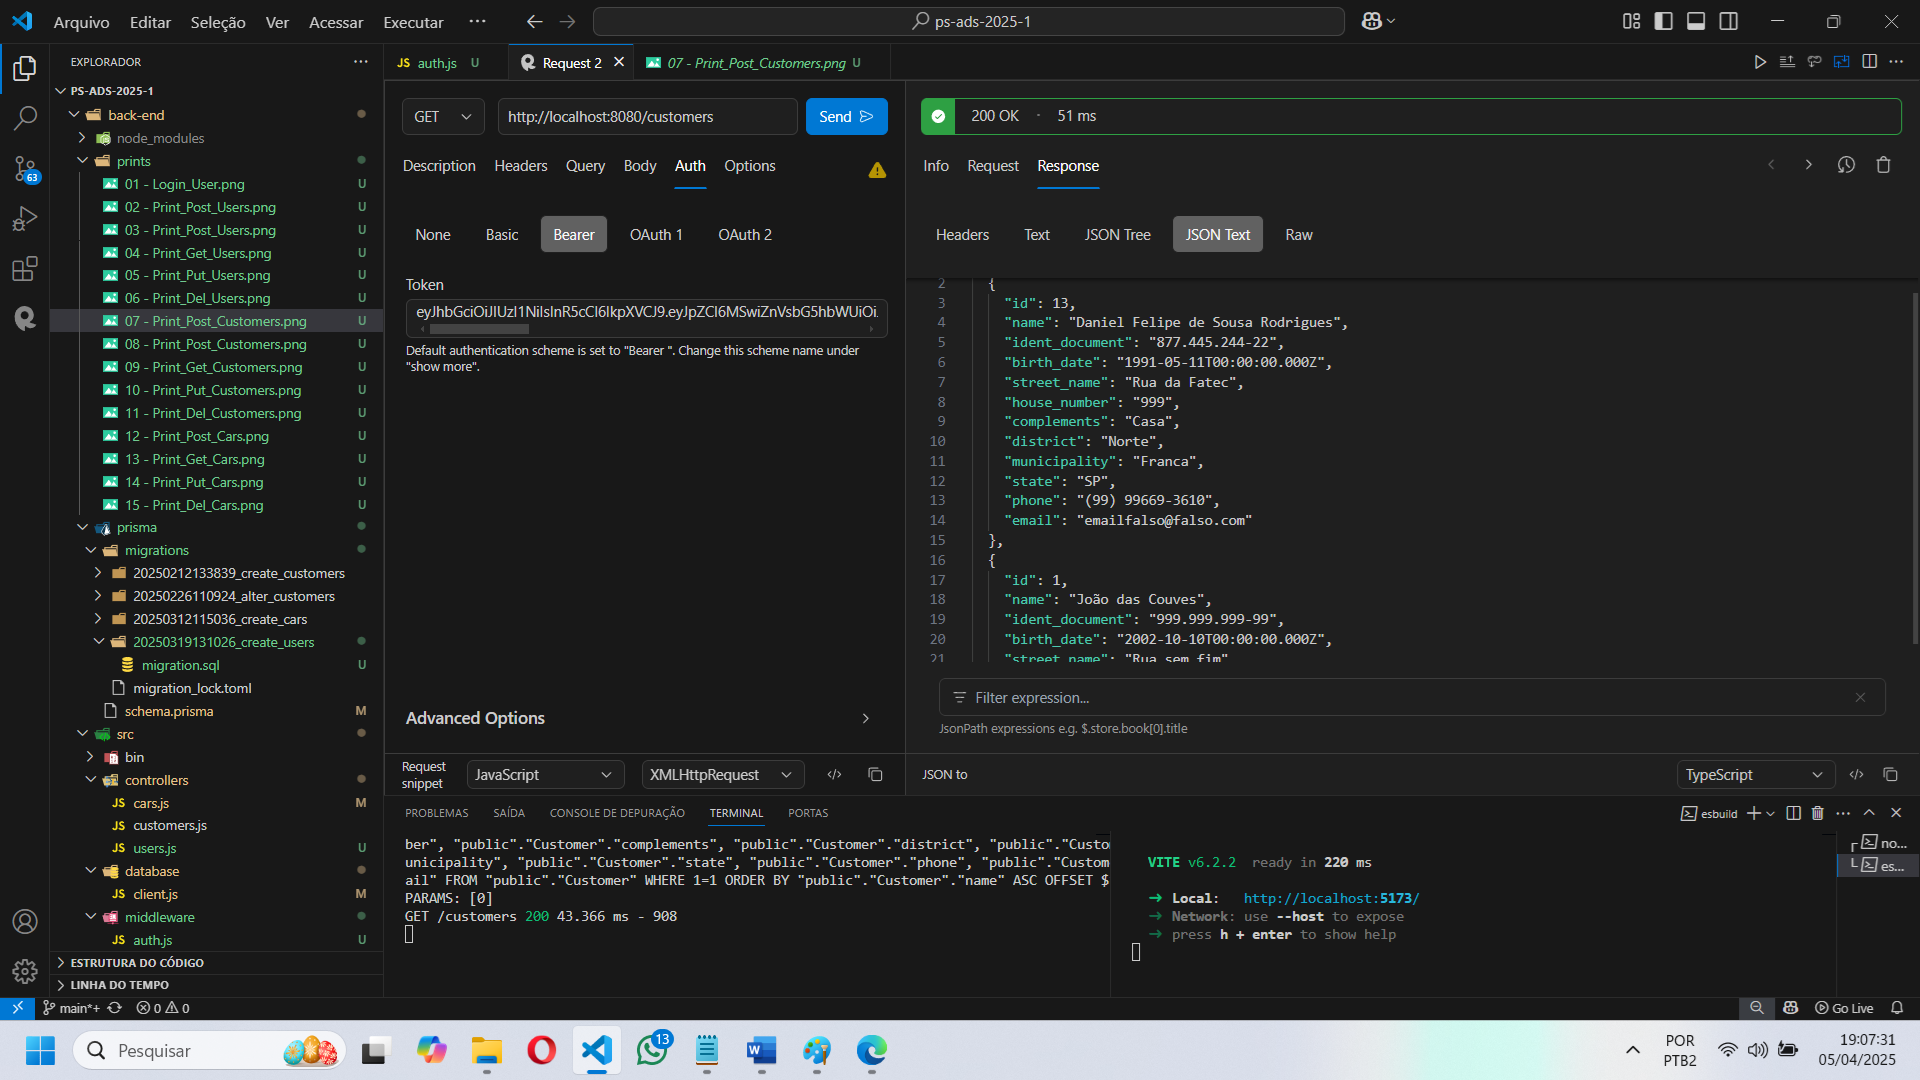 Arquivo Editar Seleção Ver Acessar Executar ···
ps-ads-2025-1
EXPLORADOR
PS-ADS-2025-1
back-end
node_modules
prints
01 - Login_User.png U
02 - Print_Post_Users.png U
03 - Print_Post_Users.png U
04 - Print_Get_Users.png U
05 - Print_Put_Users.png U
06 - Print_Del_Users.png U
07 - Print_Post_Customers.png U
08 - Print_Post_Customers.png U
09 - Print_Get_Customers.png U
10 - Print_Put_Customers.png U
11 - Print_Del_Customers.png U
12 - Print_Post_Cars.png U
13 - Print_Get_Cars.png U
14 - Print_Put_Cars.png U
15 - Print_Del_Cars.png U
prisma
migrations
20250212133839_create_customers
20250226110924_alter_customers
20250312115036_create_cars
20250319131026_create_users
migration.sql U
migration_lock.toml
schema.prisma M
src
bin
controllers
JS cars.js M
JS customers.js
JS users.js U
database
JS client.js M
middleware
JS auth.js U
ESTRUTURA DO CÓDIGO
LINHA DO TEMPO
63
JS auth.js U
Request 2
07 - Print_Post_Customers.png U
GET
http://localhost:8080/customers
Send
Description Headers Query Body Auth Options
None Basic Bearer OAuth 1 OAuth 2
Token
Default authentication scheme is set to "Bearer ". Change this scheme name under
"show more".
Advanced Options
Request
snippet
JavaScript
XMLHttpRequest
200 OK · 51 ms
Info Request Response
Headers Text JSON Tree JSON Text Raw
2 {
3 "id": 13,
4 "name": "Daniel Felipe de Sousa Rodrigues",
5 "ident_document": "877.445.244-22",
6 "birth_date": "1991-05-11T00:00:00.000Z",
7 "street_name": "Rua da Fatec",
8 "house_number": "999",
9 "complements": "Casa",
10 "district": "Norte",
11 "municipality": "Franca",
12 "state": "SP",
13 "phone": "(99) 99669-3610",
14 "email": "emailfalso@falso.com"
15 },
16 {
17 "id": 1,
18 "name": "João das Couves",
19 "ident_document": "999.999.999-99",
20 "birth_date": "2002-10-10T00:00:00.000Z",
21 "street_name": "Rua sem fim"
Filter expression...
JsonPath expressions e.g. $.store.book[0].title
JSON to
TypeScript
PROBLEMAS SAÍDA CONSOLE DE DEPURAÇÃO TERMINAL PORTAS
esbuild
ber", "public"."Customer"."complements", "public"."Customer"."district", "public"."Custo
unicipality", "public"."Customer"."state", "public"."Customer"."phone", "public"."Custom
ail" FROM "public"."Customer" WHERE 1=1 ORDER BY "public"."Customer"."name" ASC OFFSET $
PARAMS: [0]
GET /customers 200 43.366 ms - 908
VITE v6.2.2 ready in 220 ms
➜ Local: http://localhost:5173/
➜ Network: use --host to expose
➜ press h + enter to show help
no...
es...
main*+
0 0
Go Live
Pesquisar
13
POR
PTB2
19:07:31
05/04/2025